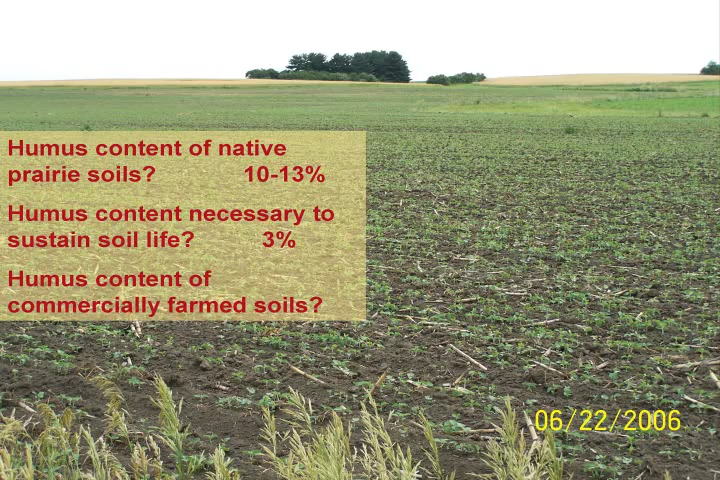 Humus content of native
prairie soils? 10-13%
Humus content necessary to
sustain soil life? 3%
Humus content of
commercially farmed soils?
06/22/2006